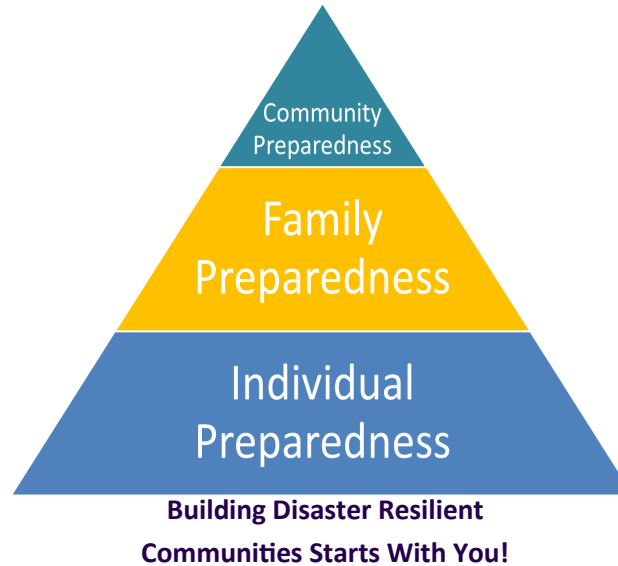 Community
Preparedness
Family
Preparedness
Individual
Preparedness
Building Disaster Resilient
Communities Starts With You!